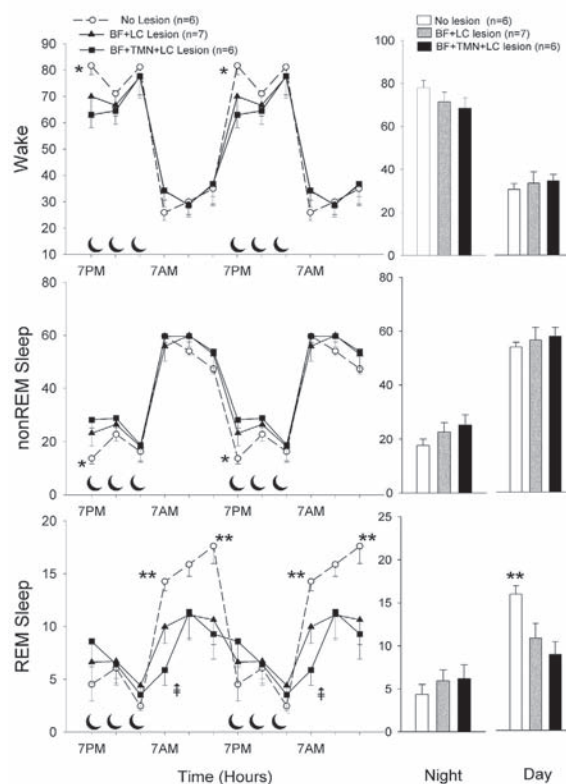 No Lesion (n=6)
BF+LC Lesion (n=7)
BF+TMN+LC Lesion (n=6)
No lesion (n=6)
BF+LC lesion (n=7)
BF+TMN+LC lesion (n=6)
Wake
90
80
70
60
50
40
30
20
10
*
*
7PM
7AM
7PM
7AM
100
80
60
40
20
0
nonREM Sleep
80
60
40
20
0
*
*
7PM
7AM
7PM
7AM
80
60
40
20
0
REM Sleep
20
15
10
5
0
**
**
**
**
‡
‡
7PM
7AM
7PM
7AM
25
20
15
10
5
0
**
Time (Hours)
Night
Day